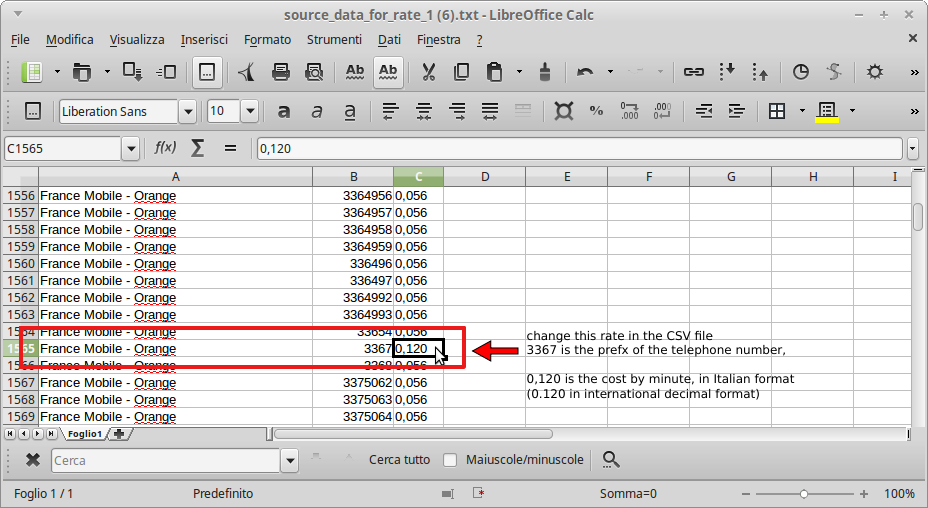 source_data_for_rate_1 (6).txt - LibreOffice Calc
File Modifica Visualizza Inserisci Formato Strumenti Dati Finestra ?
Liberation Sans 10 a a a
C1565 f(x) Σ = 0,120
A B C D E F G H I
1556 France Mobile - Orange 3364956 0,056
1557 France Mobile - Orange 3364957 0,056
1558 France Mobile - Orange 3364958 0,056
1559 France Mobile - Orange 3364959 0,056
1560 France Mobile - Orange 336496 0,056
1561 France Mobile - Orange 336497 0,056
1562 France Mobile - Orange 3364992 0,056
1563 France Mobile - Orange 3364993 0,056
1564 France Mobile - Orange 33654 0,056
1565 France Mobile - Orange 3367 0,120
1566 France Mobile - Orange 3368 0,056
1567 France Mobile - Orange 3375062 0,056
1568 France Mobile - Orange 3375063 0,056
1569 France Mobile - Orange 3375064 0,056
change this rate in the CSV file
3367 is the prefx of the telephone number,
0,120 is the cost by minute, in Italian format
(0.120 in international decimal format)
Foglio1
Cerca Cerca tutto Maiuscole/minuscole
Foglio 1 / 1 Predefinito Somma=0 100%